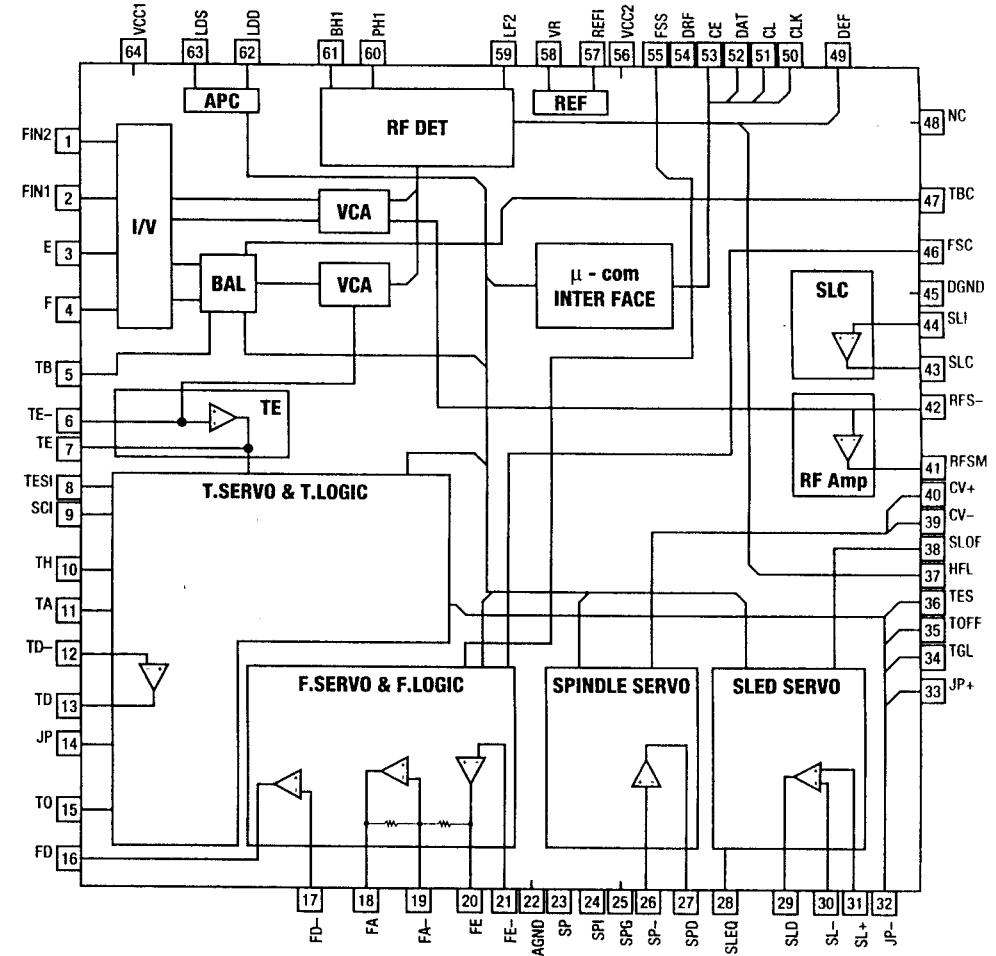 VCC1
LDS
LDD
BH1
PH1
LF2
VR
REFI
VCC2
FSS
DRF
CE
DAT
CL
CLK
DEF
64
63
62
61
60
59
58
57
56
55
54
53
52
51
50
49
APC
RF DET
REF
FIN2
1
FIN1
2
E
3
F
4
TB
5
TE–
6
TE
7
TESI
8
SCI
9
TH
10
TA
11
TD–
12
TD
13
JP
14
TO
15
FD
16
I/V
BAL
VCA
VCA
µ - com
INTER FACE
SLC
TE
RF Amp
T.SERVO & T.LOGIC
F.SERVO & F.LOGIC
SPINDLE SERVO
SLED SERVO
48
NC
47
TBC
46
FSC
45
DGND
44
SLI
43
SLC
42
RFS–
41
RFSM
40
CV+
39
CV–
38
SLOF
37
HFL
36
TES
35
TOFF
34
TGL
33
JP+
17
18
19
20
21
22
23
24
25
26
27
28
29
30
31
32
FD–
FA
FA–
FE
FE–
AGND
SP
SPI
SPG
SP–
SPD
SLEQ
SLD
SL–
SL+
JP–